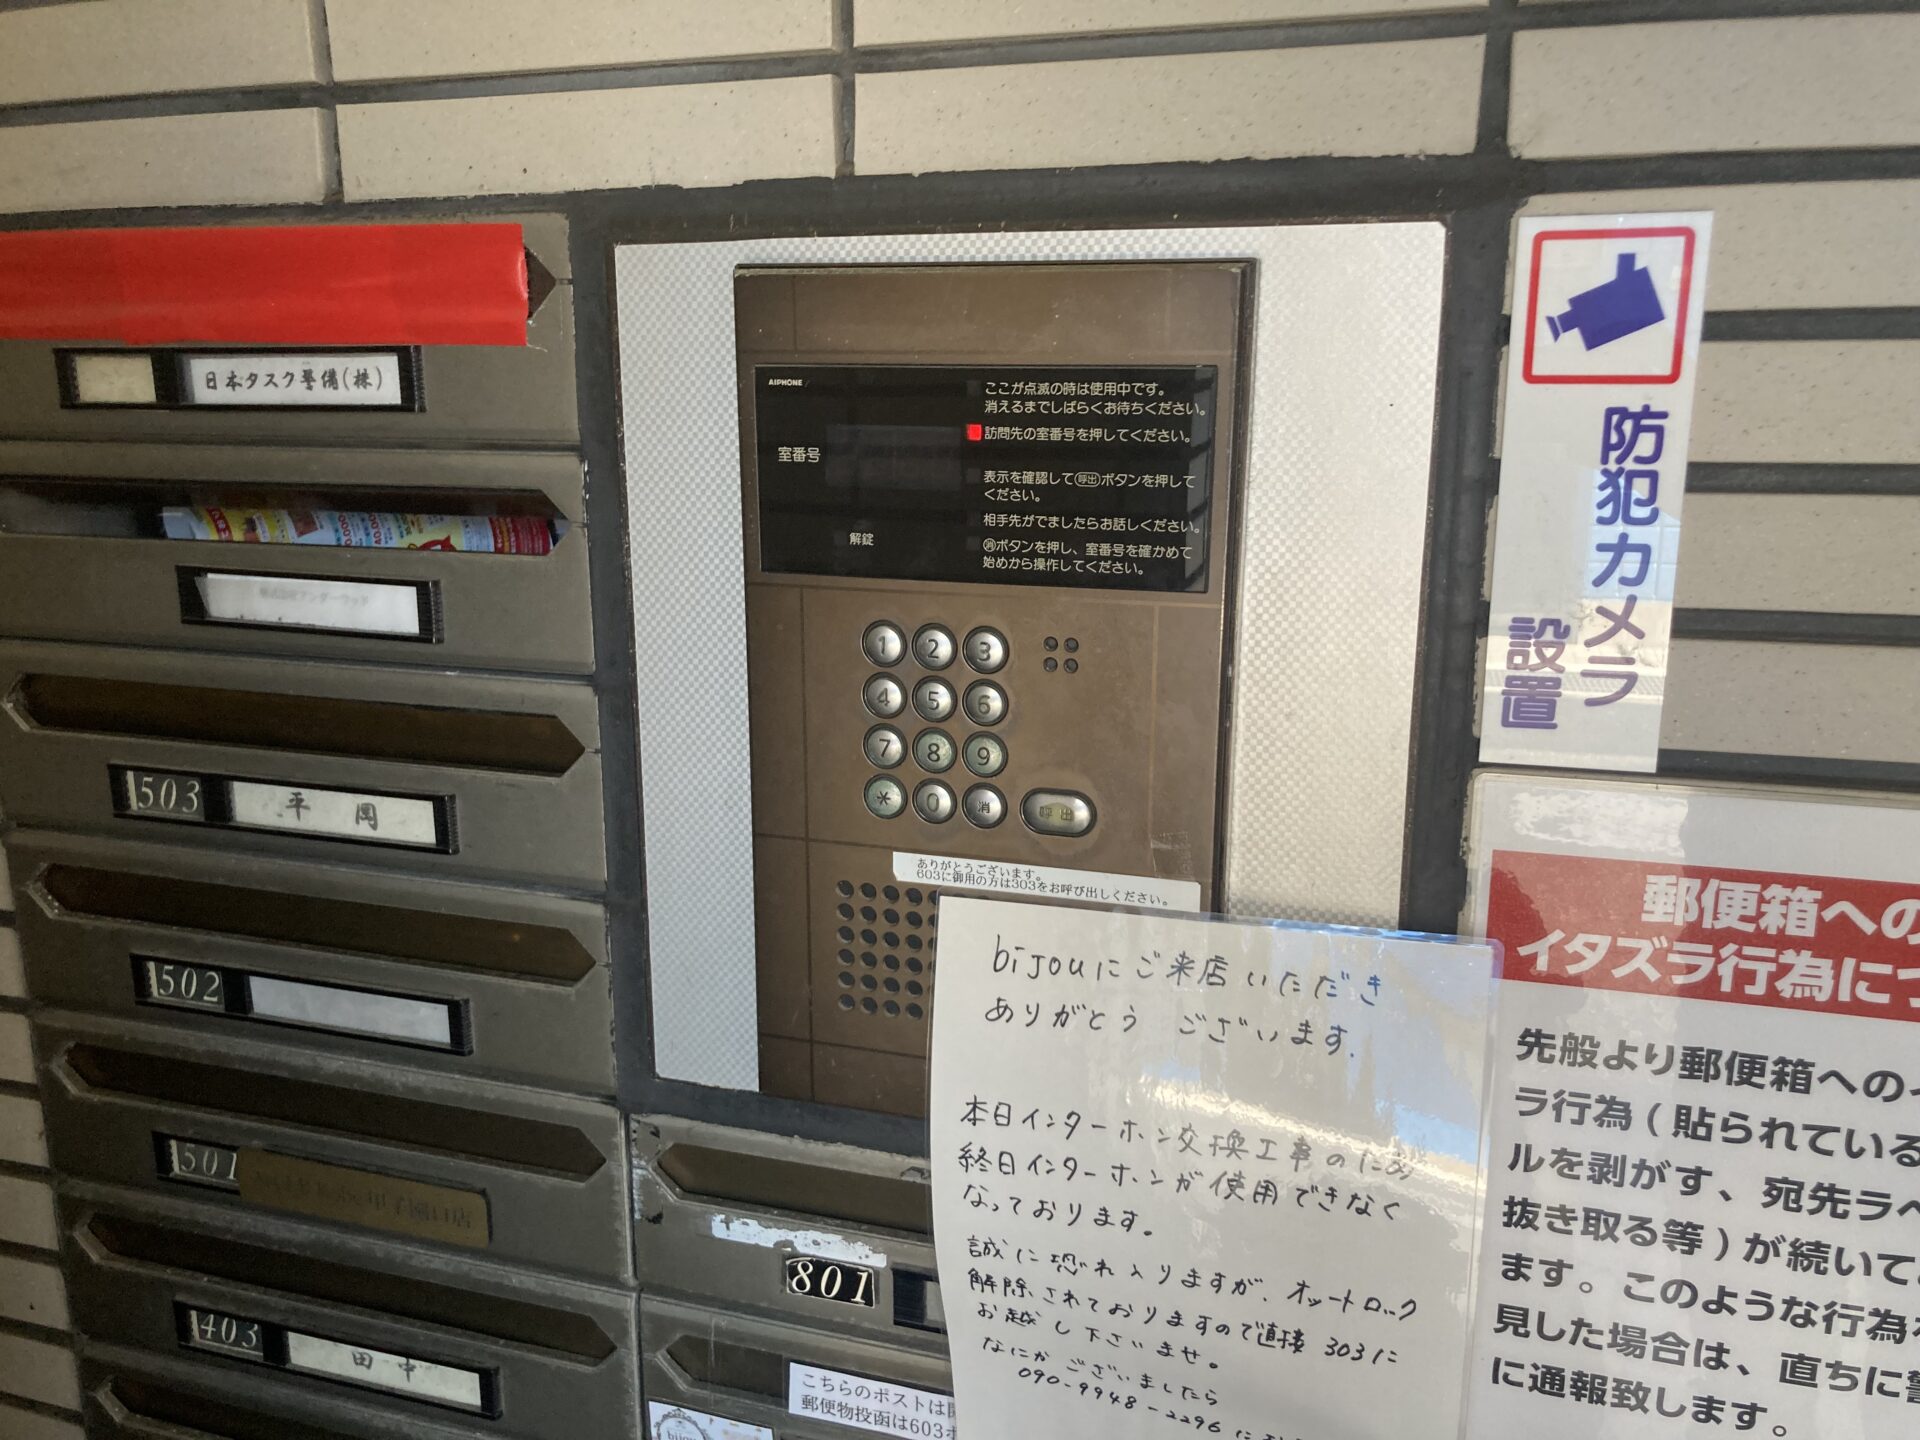 日本タスク警備(株)
503
平 岡
502
501
403
田 中
AIPHONE
室番号
解錠
ここが点滅の時は使用中です。
消えるまでしばらくお待ちください。
訪問先の室番号を押してください。
表示を確認して呼出ボタンを押して
ください。
相手先がでましたらお話しください。
消ボタンを押し、室番号を確かめて
始めから操作してください。
1 2 3
4 5 6
7 8 9
* 0 消 呼出
ありがとうございます。
603に御用の方は303をお呼び出しください。
bijouにご来店いただき
ありがとう ございます.
本日インターホン交換工事のため
終日インターホンが使用できなく
なっております。
誠に恐れ入りますが、オートロック
解除されておりますので直接 303に
お越し下さいませ。
なにか ございましたら
090-9948-2296 に
801
こちらのポストは
郵便物投函は603
bijou
防犯カメラ
設置
郵便箱への
イタズラ行為に
先般より郵便箱への
ラ行為(貼られている
ルを剥がす、宛先ラベ
抜き取る等)が続いて
ます。このような行為
見した場合は、直ちに警
に通報致します。